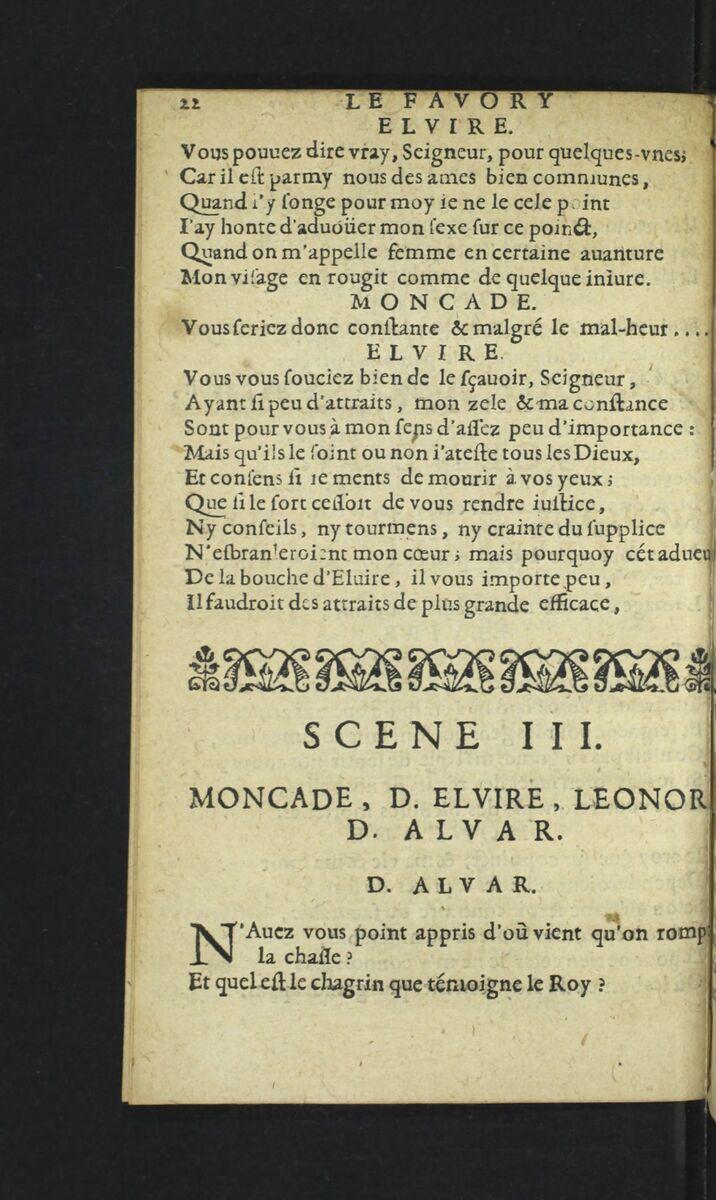 22 LE FAVORY
ELVIRE.
Vous pouuez dire vray, Seigneur, pour quelques-vnes;
Car il eſt parmy nous des ames bien communes,
Quand i'y ſonge pour moy ie ne le cele point
I'ay honte d'aduoüer mon ſexe ſur ce poinct,
Quand on m'appelle femme en certaine auanture
Mon viſage en rougit comme de quelque iniure.
MONCADE.
Vous ſeriez donc conſtante & malgré le mal-heur ....
ELVIRE.
Vous vous ſouciez bien de le ſçauoir, Seigneur,
Ayant ſi peu d'attraits, mon zele & ma conſtance
Sont pour vous à mon ſens d'aſſez peu d'importance :
Mais qu'ils le ſoint ou non i'ateſte tous les Dieux,
Et conſens ſi ie ments de mourir à vos yeux;
Que ſi le ſort ceſſoit de vous rendre iuſtice,
Ny conſeils, ny tourmens, ny crainte du ſupplice
N'eſbranleroient mon cœur; mais pourquoy cét adueu
De la bouche d'Eluire, il vous importe peu,
Il faudroit des attraits de plus grande efficace,
SCENE III.
MONCADE, D. ELVIRE, LEONOR
D. ALVAR.
D. ALVAR.
N'Auez vous point appris d'où vient qu'on romp
la chaſſe ?
Et quel eſt le chagrin que témoigne le Roy ?